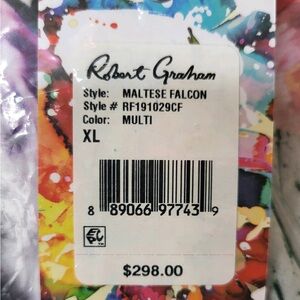 Robert Graham
Style: MALTESE FALCON
Style # RF191029CF
Color: MULTI
XL
8 89066 97743 9
$298.00